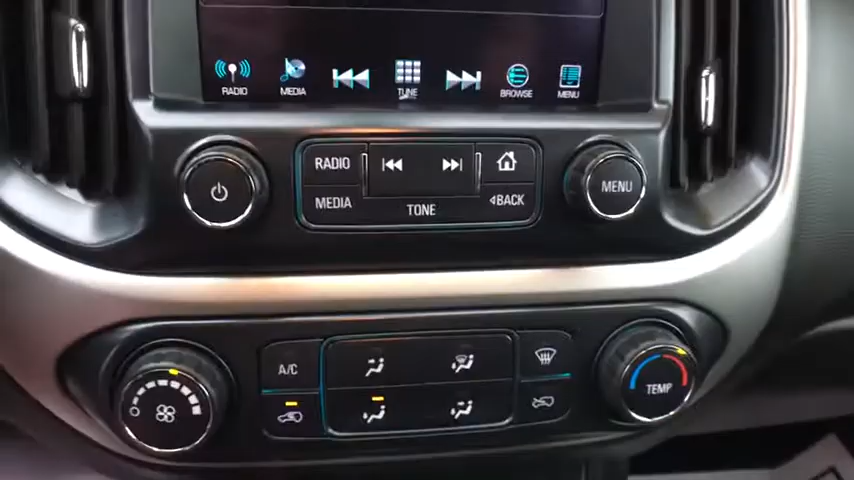 RADIO MEDIA TUNE BROWSE MENU
RADIO
MEDIA TONE BACK
MENU
A/C
TEMP